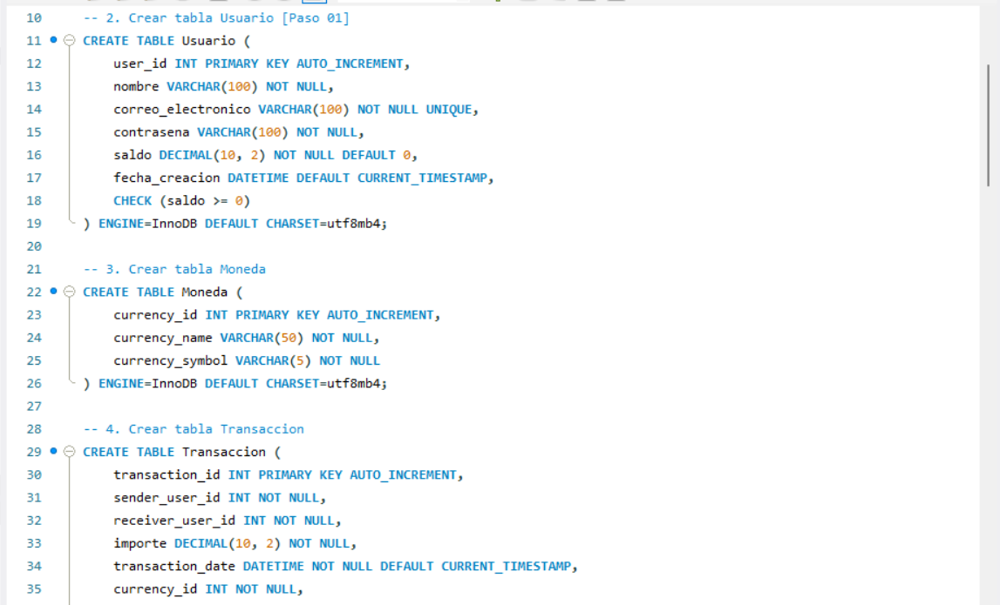 10 -- 2. Crear tabla Usuario [Paso 01]
11 CREATE TABLE Usuario (
12 user_id INT PRIMARY KEY AUTO_INCREMENT,
13 nombre VARCHAR(100) NOT NULL,
14 correo_electronico VARCHAR(100) NOT NULL UNIQUE,
15 contrasena VARCHAR(100) NOT NULL,
16 saldo DECIMAL(10, 2) NOT NULL DEFAULT 0,
17 fecha_creacion DATETIME DEFAULT CURRENT_TIMESTAMP,
18 CHECK (saldo >= 0)
19 ) ENGINE=InnoDB DEFAULT CHARSET=utf8mb4;
20
21 -- 3. Crear tabla Moneda
22 CREATE TABLE Moneda (
23 currency_id INT PRIMARY KEY AUTO_INCREMENT,
24 currency_name VARCHAR(50) NOT NULL,
25 currency_symbol VARCHAR(5) NOT NULL
26 ) ENGINE=InnoDB DEFAULT CHARSET=utf8mb4;
27
28 -- 4. Crear tabla Transaccion
29 CREATE TABLE Transaccion (
30 transaction_id INT PRIMARY KEY AUTO_INCREMENT,
31 sender_user_id INT NOT NULL,
32 receiver_user_id INT NOT NULL,
33 importe DECIMAL(10, 2) NOT NULL,
34 transaction_date DATETIME NOT NULL DEFAULT CURRENT_TIMESTAMP,
35 currency_id INT NOT NULL,